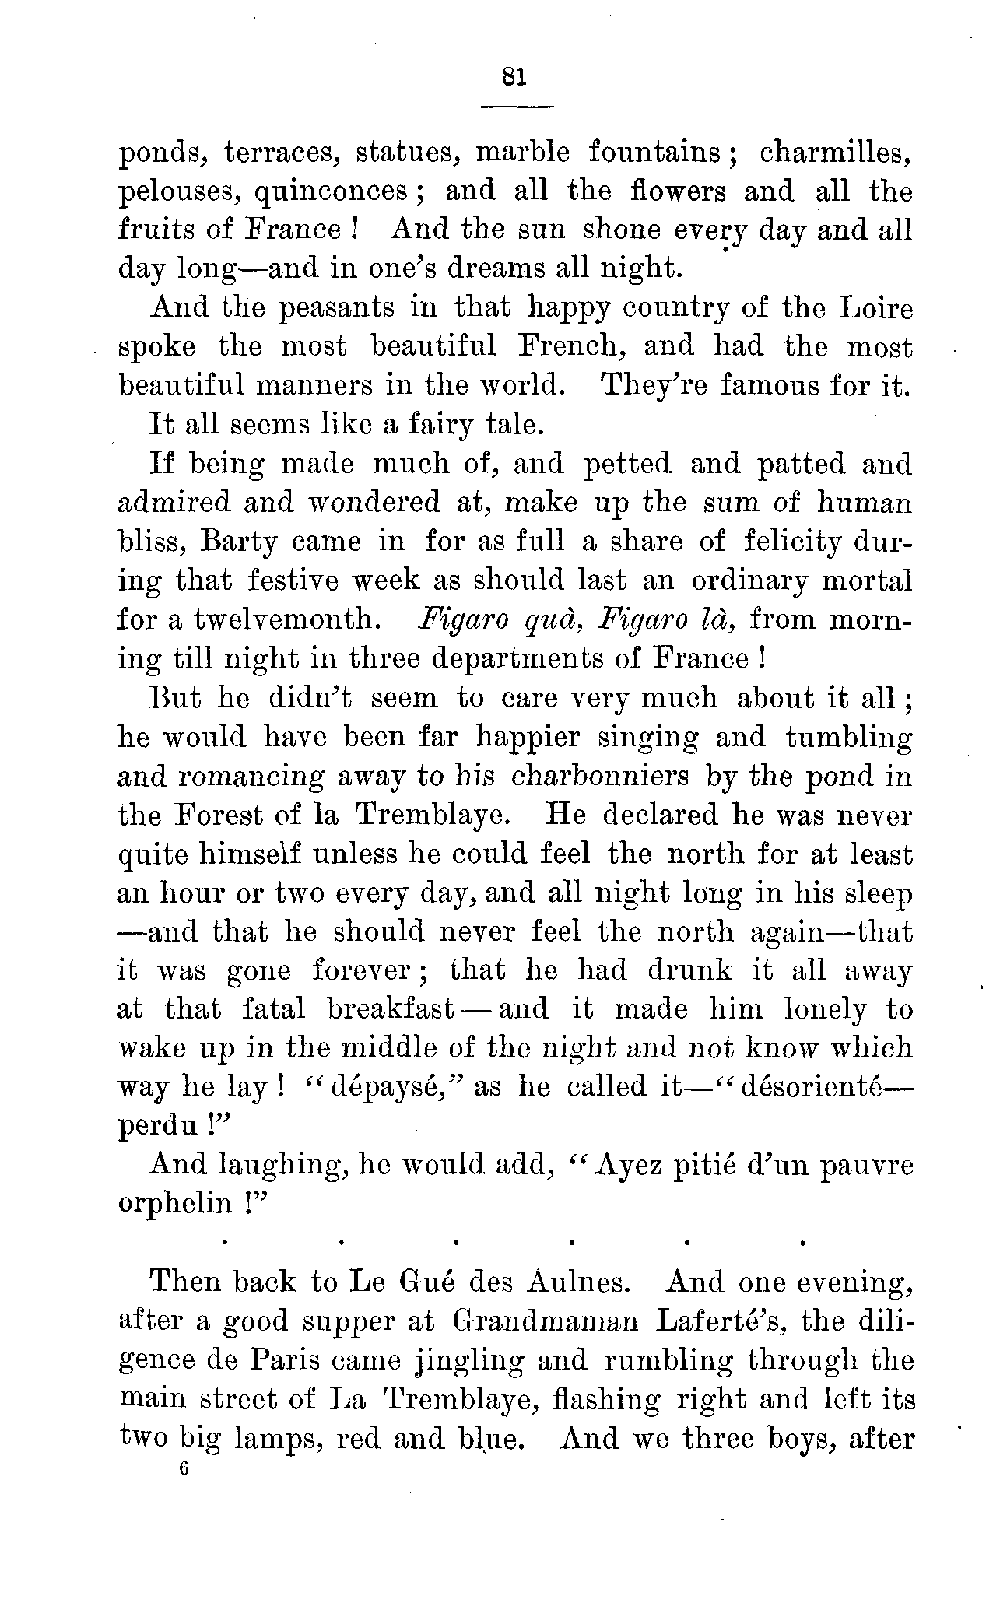 81
ponds, terraces, statues, marble fountains ; charmilles,
pelouses, quinconces ; and all the flowers and all the
fruits of France ! And the sun shone every day and all
day long—and in one's dreams all night.
And the peasants in that happy country of the Loire
spoke the most beautiful French, and had the most
beautiful manners in the world. They're famous for it.
It all seems like a fairy tale.
If being made much of, and petted and patted and
admired and wondered at, make up the sum of human
bliss, Barty came in for as full a share of felicity dur-
ing that festive week as should last an ordinary mortal
for a twelvemonth. Figaro quà, Figaro là, from morn-
ing till night in three departments of France !
But he didn't seem to care very much about it all ;
he would have been far happier singing and tumbling
and romancing away to his charbonniers by the pond in
the Forest of la Tremblaye. He declared he was never
quite himself unless he could feel the north for at least
an hour or two every day, and all night long in his sleep
—and that he should never feel the north again—that
it was gone forever ; that he had drunk it all away
at that fatal breakfast—and it made him lonely to
wake up in the middle of the night and not know which
way he lay ! “dépaysé,” as he called it—“désorienté—
perdu !”
And laughing, he would add, “Ayez pitié d'un pauvre
orphelin !”
. . . . . .
Then back to Le Gué des Aulnes. And one evening,
after a good supper at Grandmaman Laferté's, the dili-
gence de Paris came jingling and rumbling through the
main street of La Tremblaye, flashing right and left its
two big lamps, red and blue. And we three boys, after
6